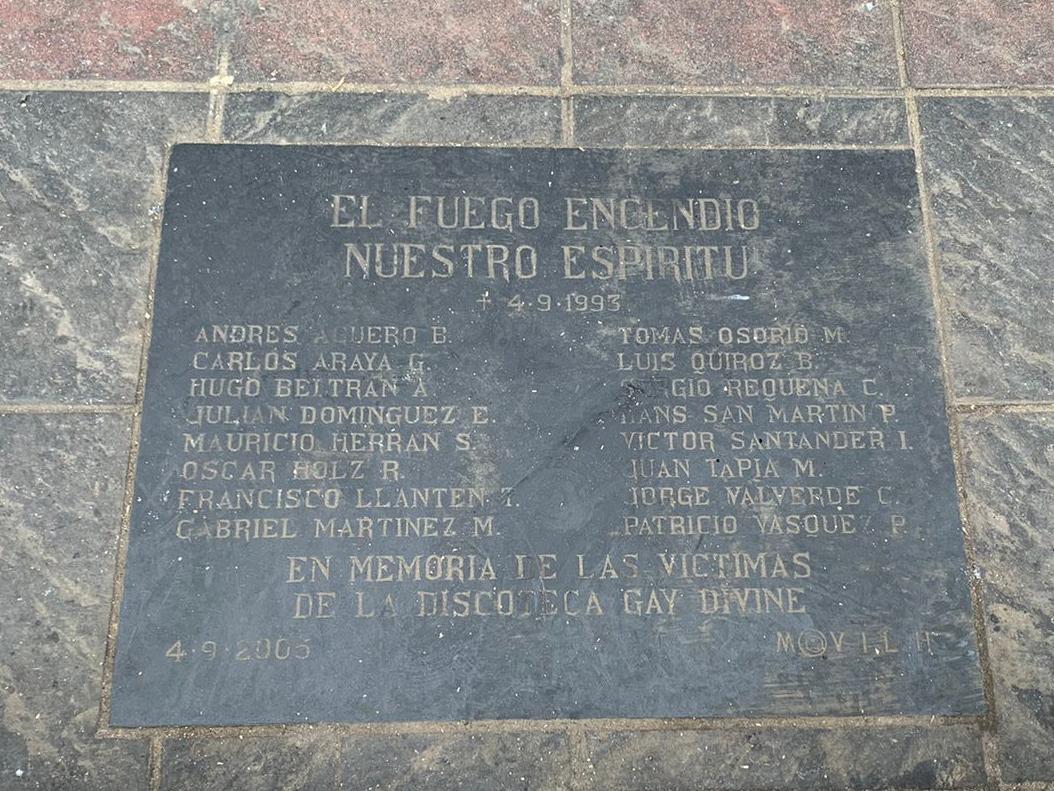 EL FUEGO ENCENDIO
NUESTRO ESPIRITU
+ 4·9·1993
ANDRES AGUERO B.
CARLOS ARAYA G.
HUGO BELTRAN A
JULIAN DOMINGUEZ E.
MAURICIO HERRAN S.
OSCAR HOLZ R.
FRANCISCO LLANTEN T.
GABRIEL MARTINEZ M.
TOMAS OSORIO M.
LUIS QUIROZ B.
SERGIO REQUENA C.
HANS SAN MARTIN P.
VICTOR SANTANDER I.
JUAN TAPIA M.
JORGE VALVERDE C.
PATRICIO VASQUEZ P.
EN MEMORIA DE LAS VICTIMAS
DE LA DISCOTECA GAY DIVINE
4·9·2005
MOVILH